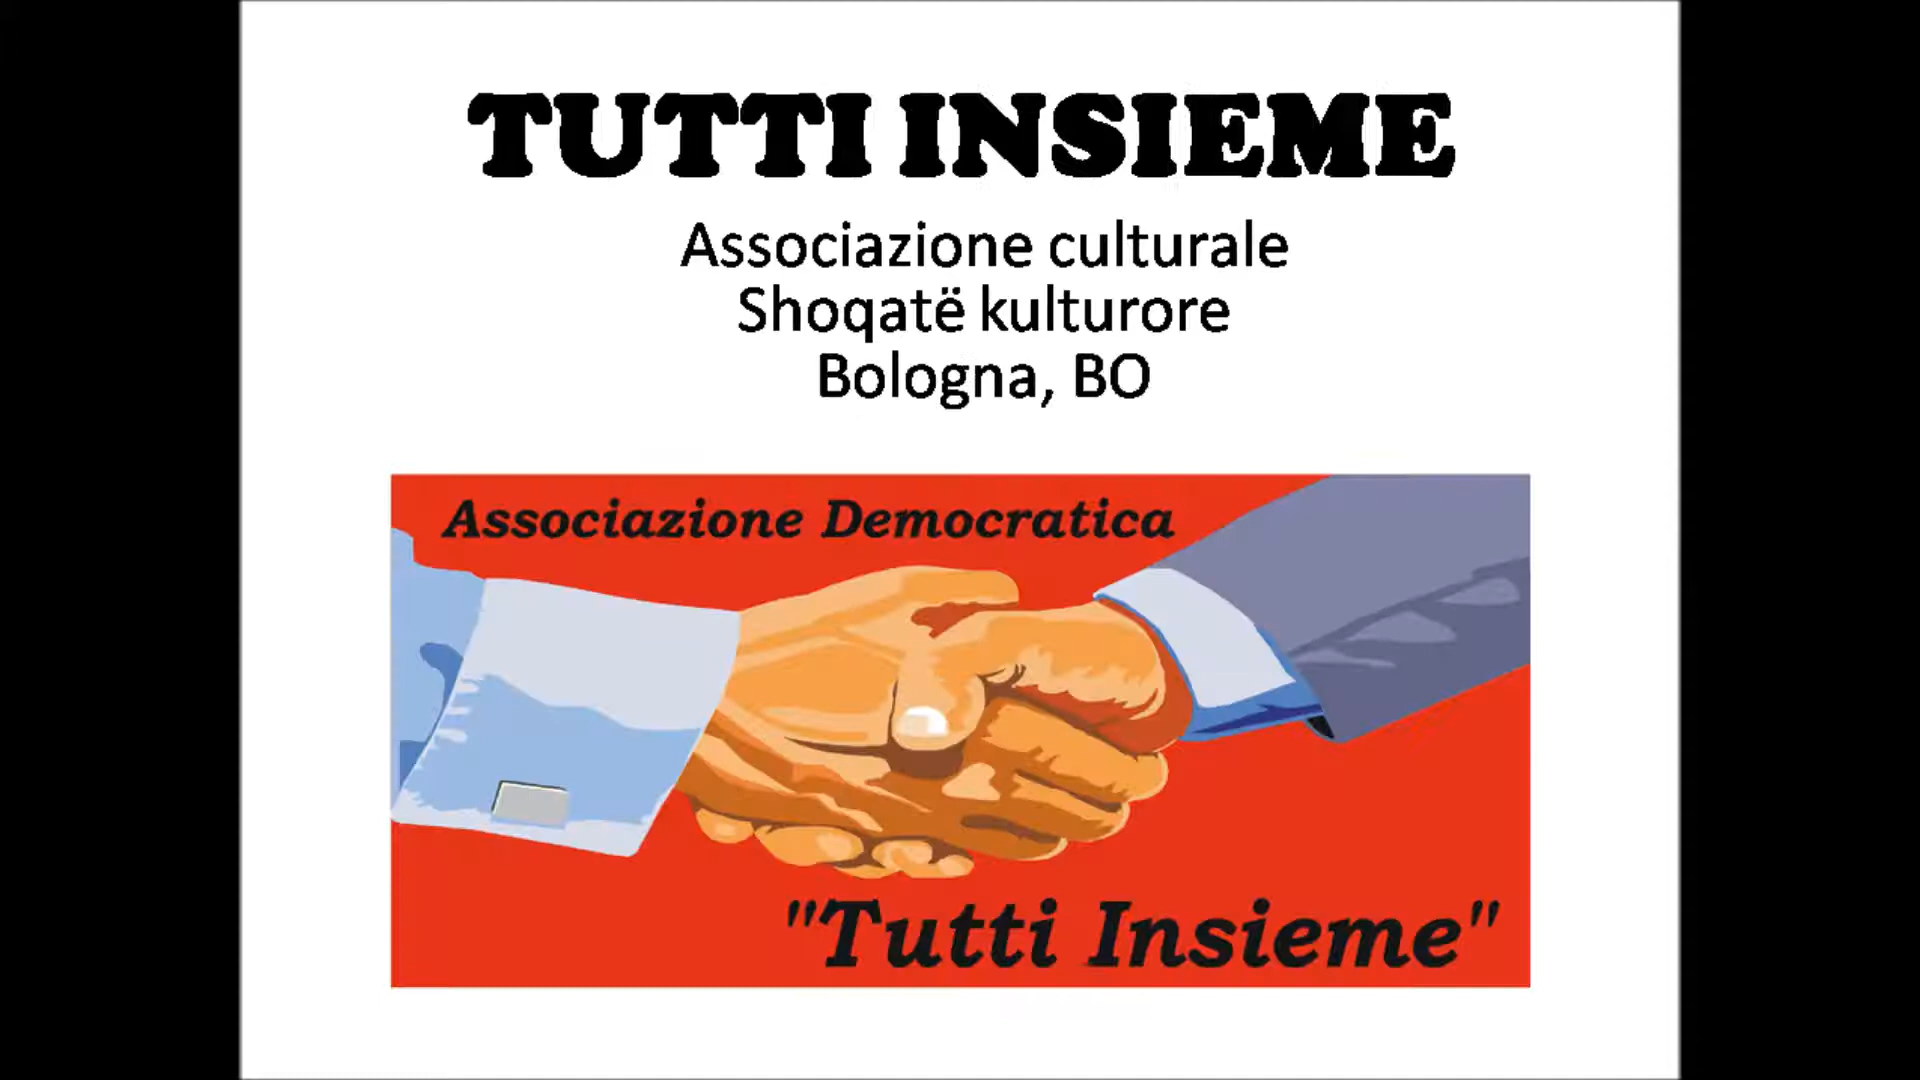 TUTTI INSIEME
Associazione culturale
Shoqatë kulturore
Bologna, BO
Associazione Democratica
"Tutti Insieme"